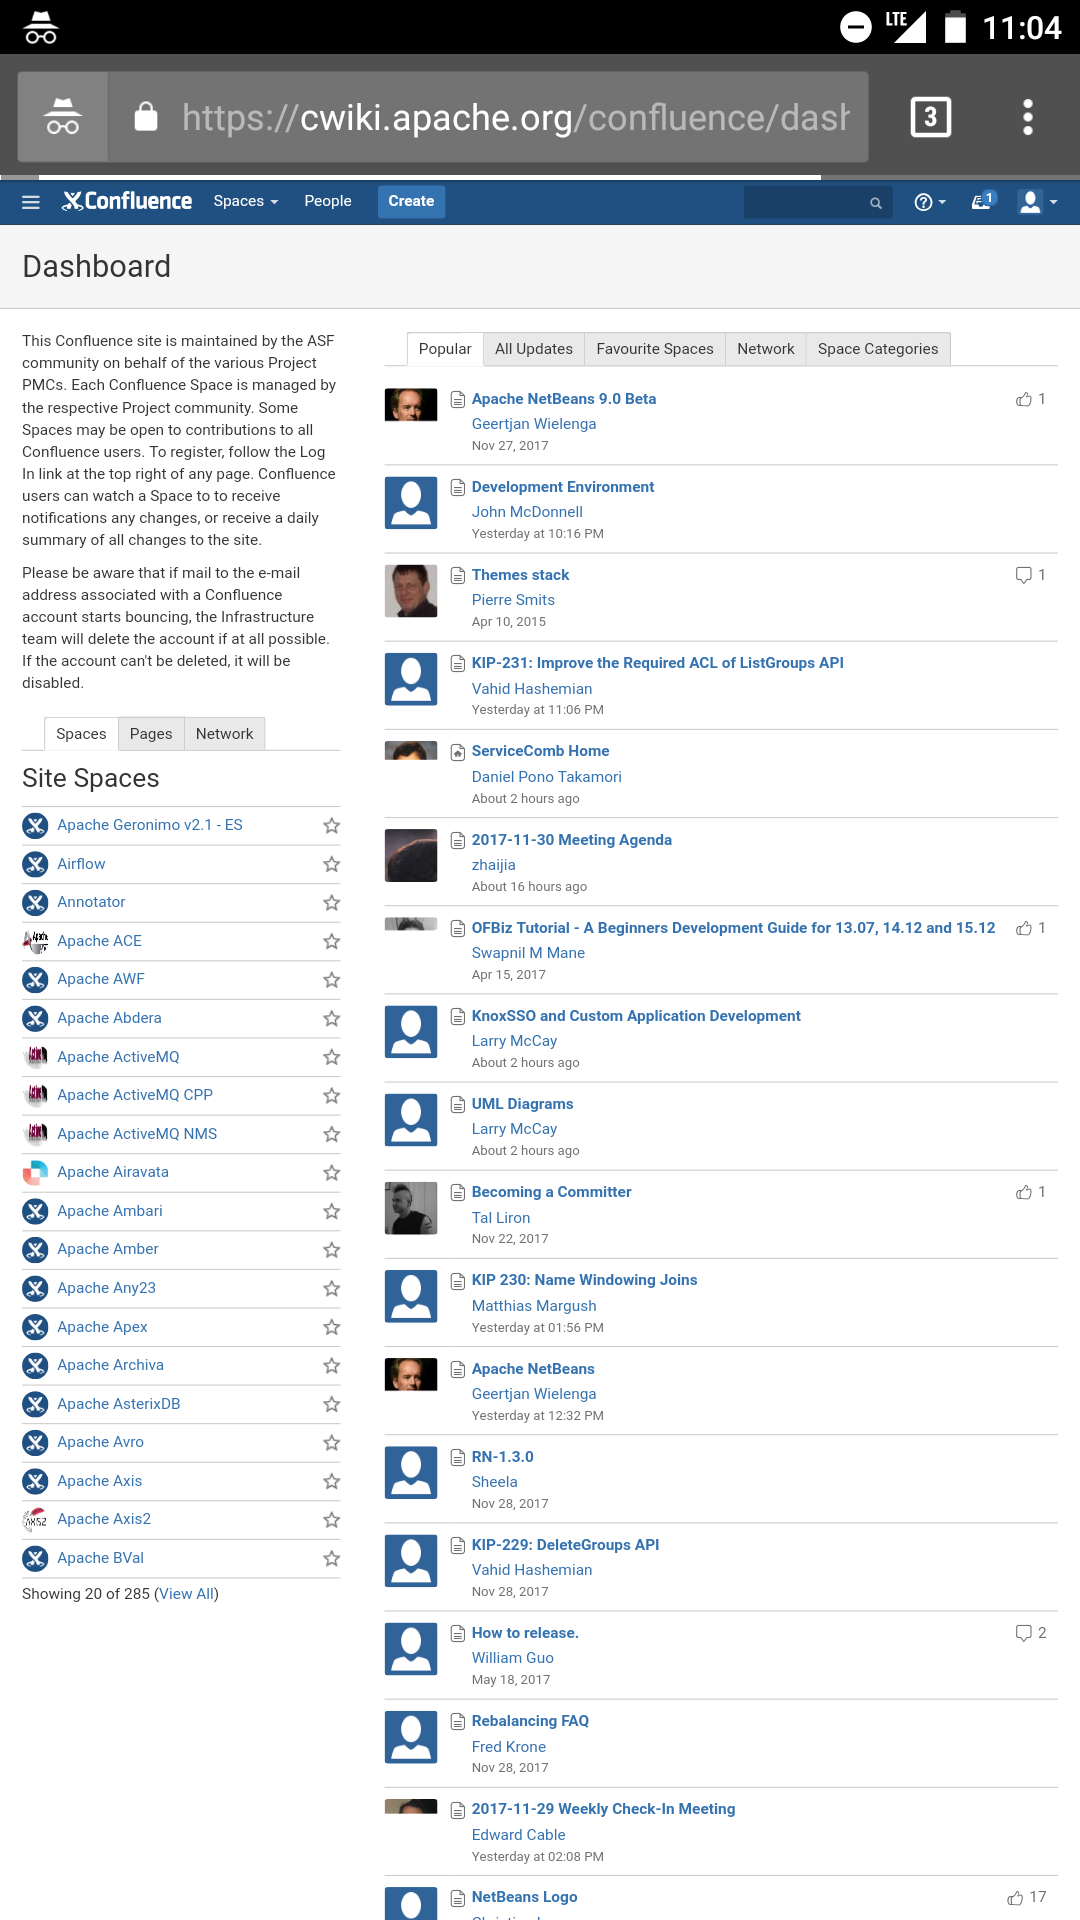 LTE 11:04
https://cwiki.apache.org/confluence/dash
3
Confluence Spaces People Create 1
Dashboard
This Confluence site is maintained by the ASF
community on behalf of the various Project
PMCs. Each Confluence Space is managed by
the respective Project community. Some
Spaces may be open to contributions to all
Confluence users. To register, follow the Log
In link at the top right of any page. Confluence
users can watch a Space to to receive
notifications any changes, or receive a daily
summary of all changes to the site.
Please be aware that if mail to the e-mail
address associated with a Confluence
account starts bouncing, the Infrastructure
team will delete the account if at all possible.
If the account can't be deleted, it will be
disabled.
Spaces Pages Network
Site Spaces
Apache Geronimo v2.1 - ES
Airflow
Annotator
Apache ACE
Apache AWF
Apache Abdera
Apache ActiveMQ
Apache ActiveMQ CPP
Apache ActiveMQ NMS
Apache Airavata
Apache Ambari
Apache Amber
Apache Any23
Apache Apex
Apache Archiva
Apache AsterixDB
Apache Avro
Apache Axis
Apache Axis2
Apache BVal
Showing 20 of 285 (View All)
Popular All Updates Favourite Spaces Network Space Categories
Apache NetBeans 9.0 Beta 1
Geertjan Wielenga
Nov 27, 2017
Development Environment
John McDonnell
Yesterday at 10:16 PM
Themes stack 1
Pierre Smits
Apr 10, 2015
KIP-231: Improve the Required ACL of ListGroups API
Vahid Hashemian
Yesterday at 11:06 PM
ServiceComb Home
Daniel Pono Takamori
About 2 hours ago
2017-11-30 Meeting Agenda
zhaijia
About 16 hours ago
OFBiz Tutorial - A Beginners Development Guide for 13.07, 14.12 and 15.12 1
Swapnil M Mane
Apr 15, 2017
KnoxSSO and Custom Application Development
Larry McCay
About 2 hours ago
UML Diagrams
Larry McCay
About 2 hours ago
Becoming a Committer 1
Tal Liron
Nov 22, 2017
KIP 230: Name Windowing Joins
Matthias Margush
Yesterday at 01:56 PM
Apache NetBeans
Geertjan Wielenga
Yesterday at 12:32 PM
RN-1.3.0
Sheela
Nov 28, 2017
KIP-229: DeleteGroups API
Vahid Hashemian
Nov 28, 2017
How to release. 2
William Guo
May 18, 2017
Rebalancing FAQ
Fred Krone
Nov 28, 2017
2017-11-29 Weekly Check-In Meeting
Edward Cable
Yesterday at 02:08 PM
NetBeans Logo 17